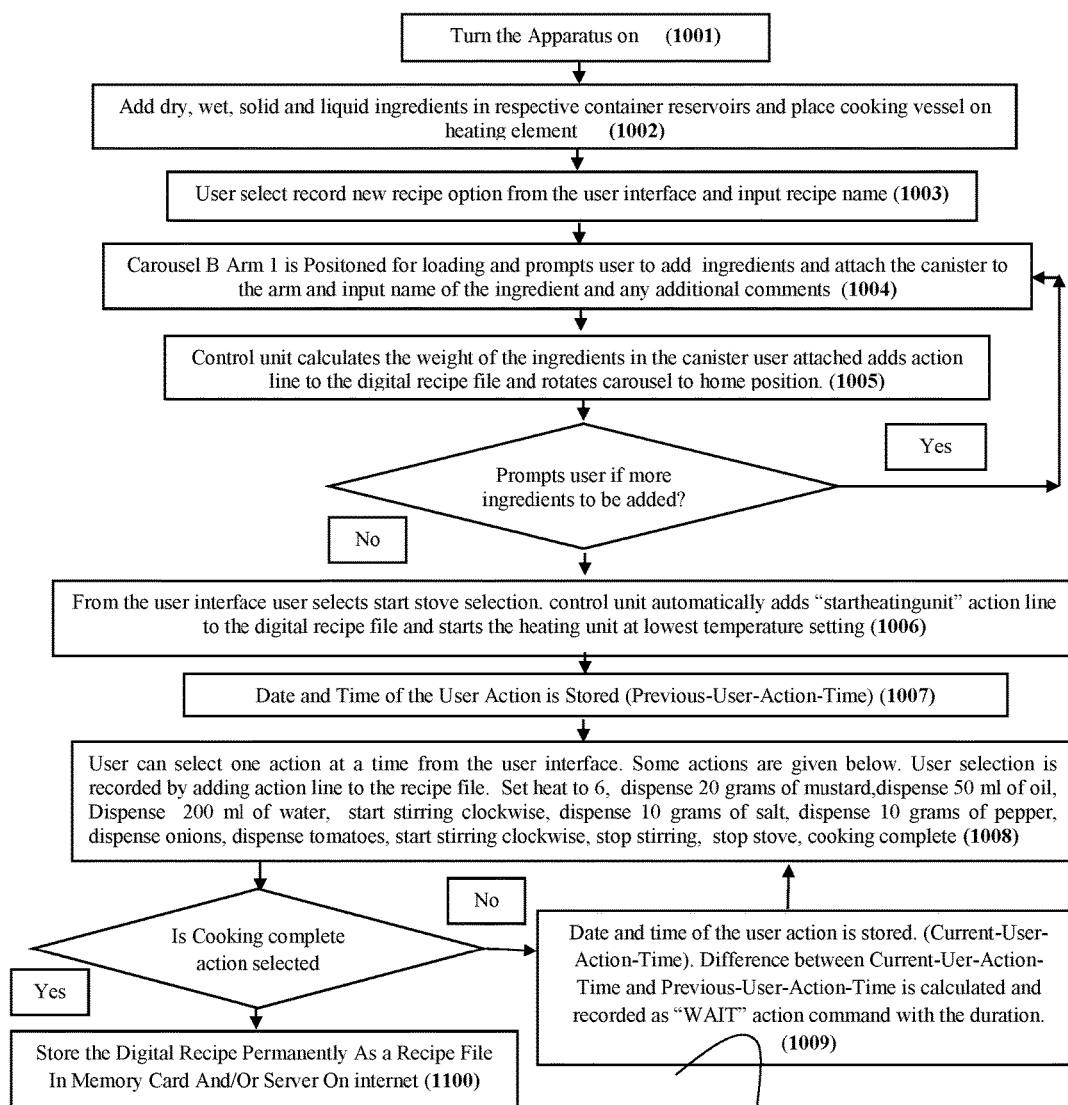 Turn the Apparatus on (1001)
Add dry, wet, solid and liquid ingredients in respective container reservoirs and place cooking vessel on
heating element (1002)
User select record new recipe option from the user interface and input recipe name (1003)
Carousel B Arm 1 is Positoned for loading and prompts user to add ingredients and attach the canister to
the arm and input name of the ingredient and any additional comments (1004)
Control unit calculates the weight of the ingredients in the canister user attached adds action
line to the digital recipe file and rotates carousel to home position. (1005)
Yes
Prompts user if more
ingredients to be added?
No
From the user interface user selects start stove selection. control unit automatically adds “startheatingunit” action line
to the digital recipe file and starts the heating unit at lowest temperature setting (1006)
Date and Time of the User Action is Stored (Previous-User-Action-Time) (1007)
User can select one action at a time from the user interface. Some actions are given below. User selection is
recorded by adding action line to the recipe file. Set heat to 6, dispense 20 grams of mustard,dispense 50 ml of oil,
Dispense 200 ml of water, start stirring clockwise, dispense 10 grams of salt, dispense 10 grams of pepper,
dispense onions, dispense tomatoes, start stirring clockwise, stop stirring, stop stove, cooking complete (1008)
No
Is Cooking complete
action selected
Yes
Date and time of the user action is stored. (Current-User-
Action-Time). Difference between Current-Uer-Action-
Time and Previous-User-Action-Time is calculated and
recorded as “WAIT” action command with the duration.
(1009)
Store the Digital Recipe Permanently As a Recipe File
In Memory Card And/Or Server On internet (1100)